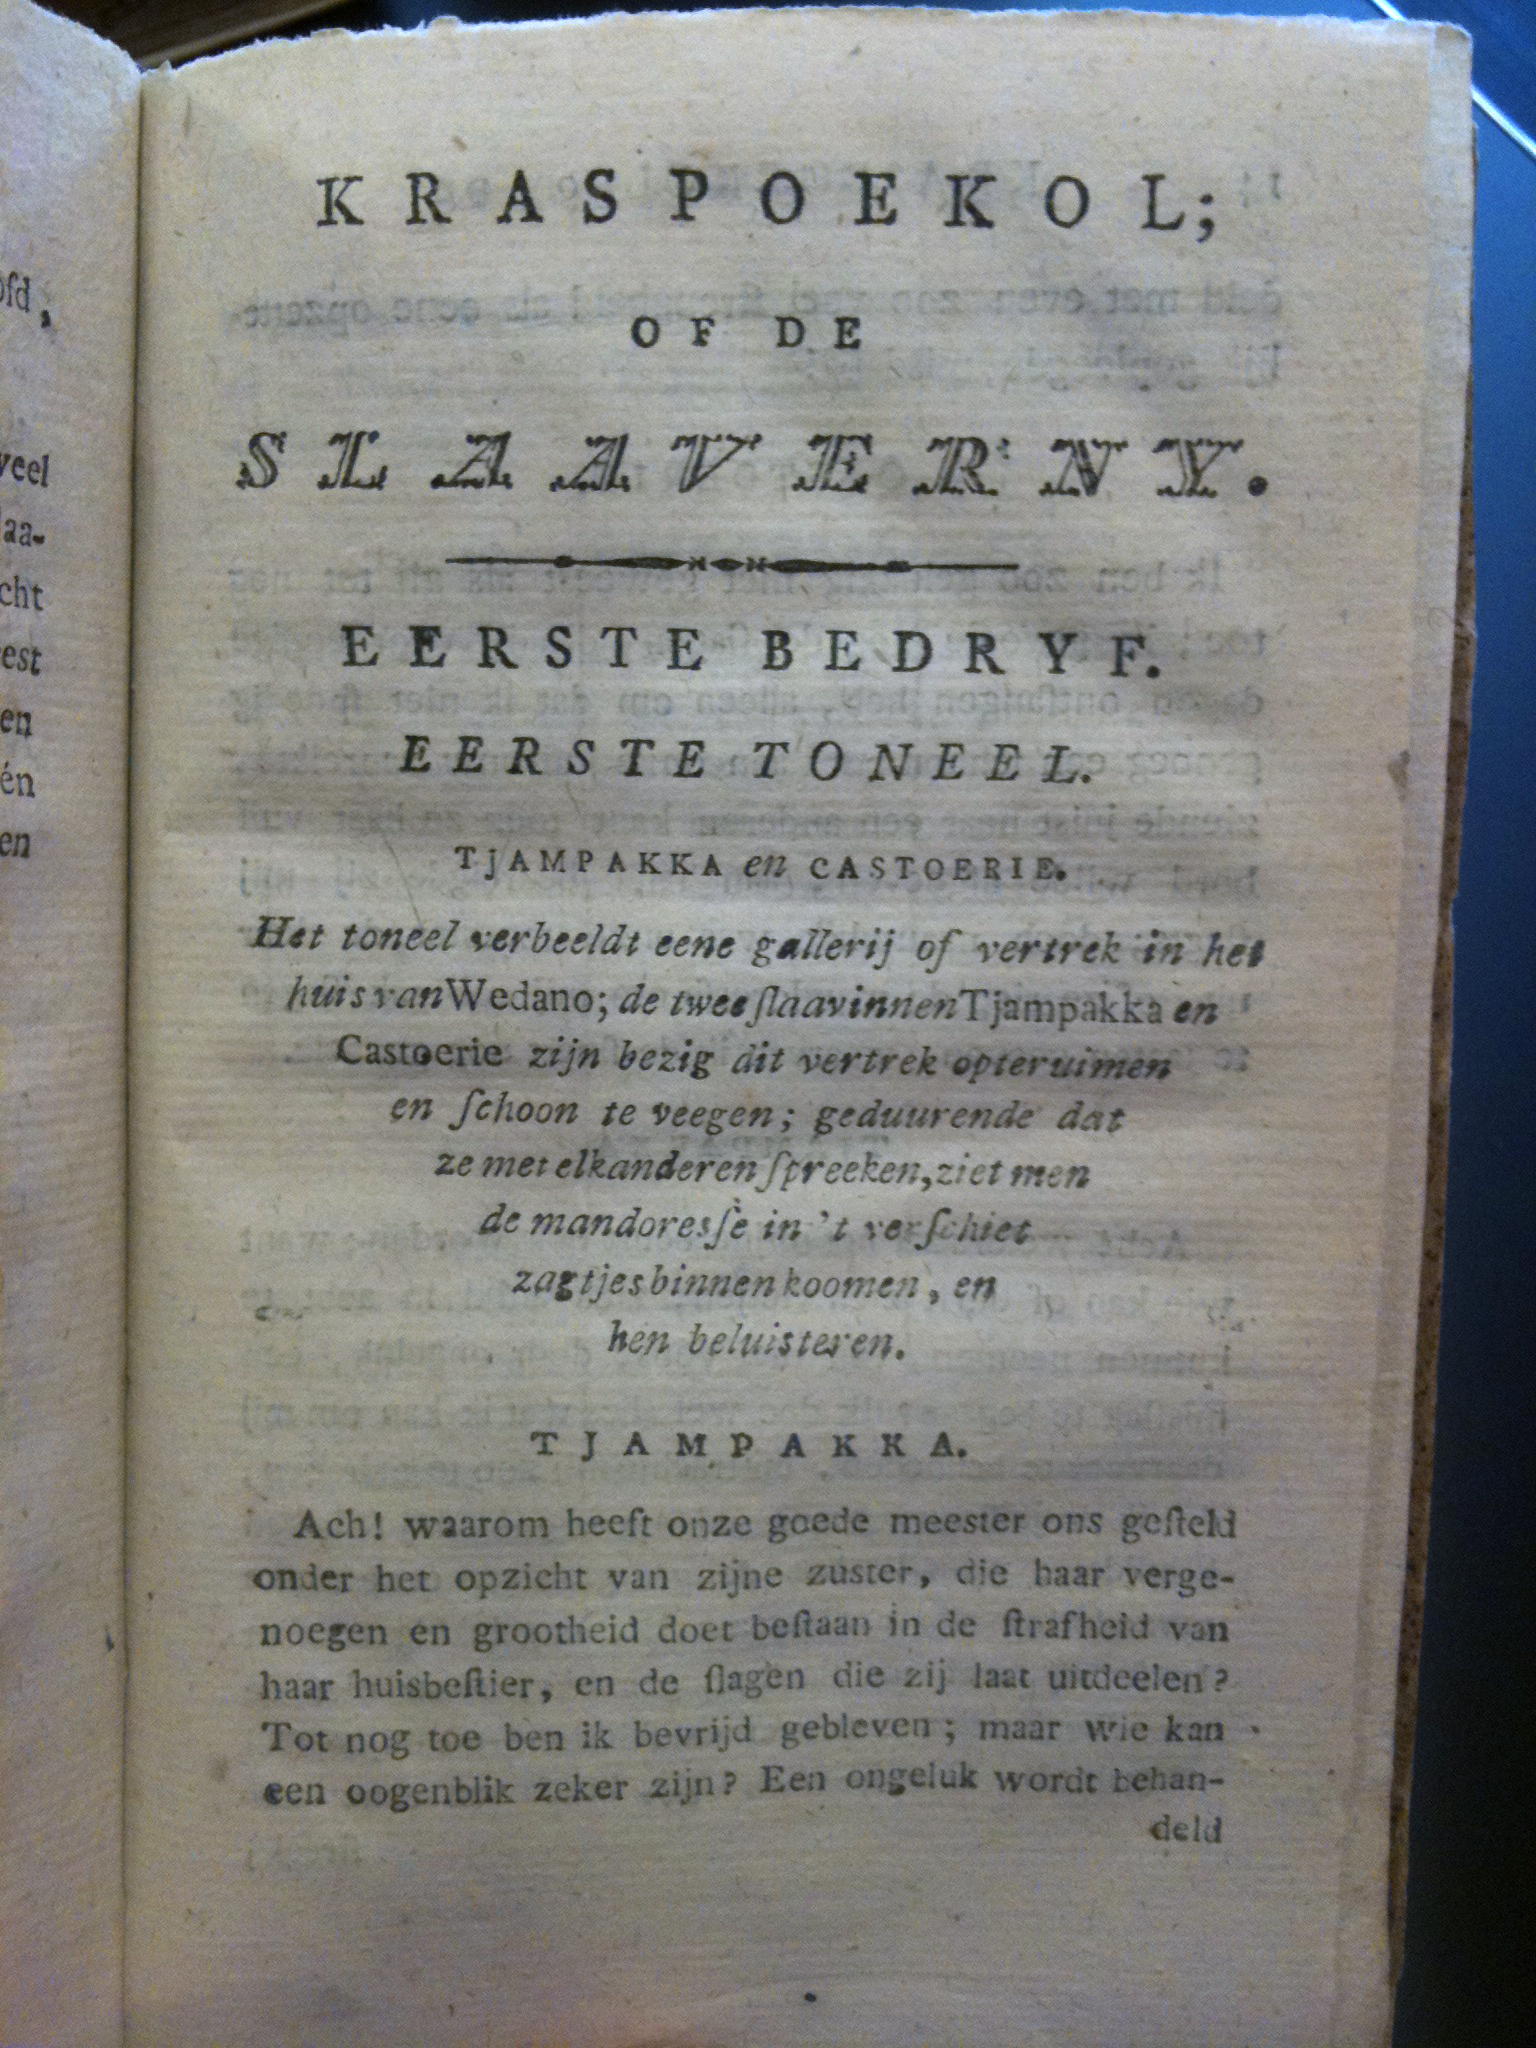 KRASPOEKOL;
OF DE
SLAAVERNY.
EERSTE BEDRYF.
EERSTE TONEEL.
TJAMPAKKA en CASTOERIE.
Het toneel verbeeldt eene gallerij of vertrek in het
huis van Wedano; de twee ſlaavinnen Tjampakka en
Castoerie zijn bezig dit vertrek opteruimen
en ſchoon te veegen; geduurende dat
ze met elkanderen ſpreeken, ziet men
de mandoresſè in 't verſchiet
zagtjes binnen koomen, en
hen beluisteren.
TJAMPAKKA.
Ach! waarom heeft onze goede meester ons geſteld
onder het opzicht van zijne zuster, die haar verge-
noegen en grootheid doet beſtaan in de ſtrafheid van
haar huisbeſtier, en de ſlagen die zij laat uitdeelen?
Tot nog toe ben ik bevrijd gebleven; maar wie kan
een oogenblik zeker zijn? Een ongeluk wordt behan-
deld